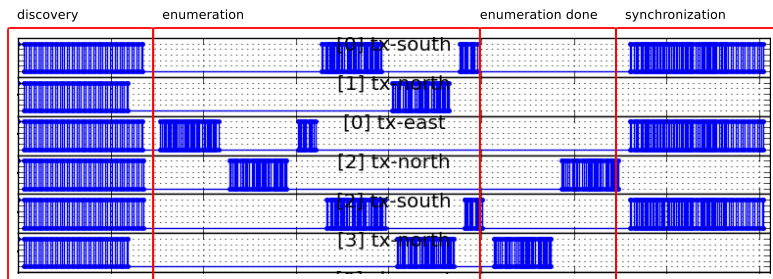 discovery enumeration enumeration done synchronization
[0] tx-south
[1] tx-north
[0] tx-east
[2] tx-north
[2] tx-south
[3] tx-north